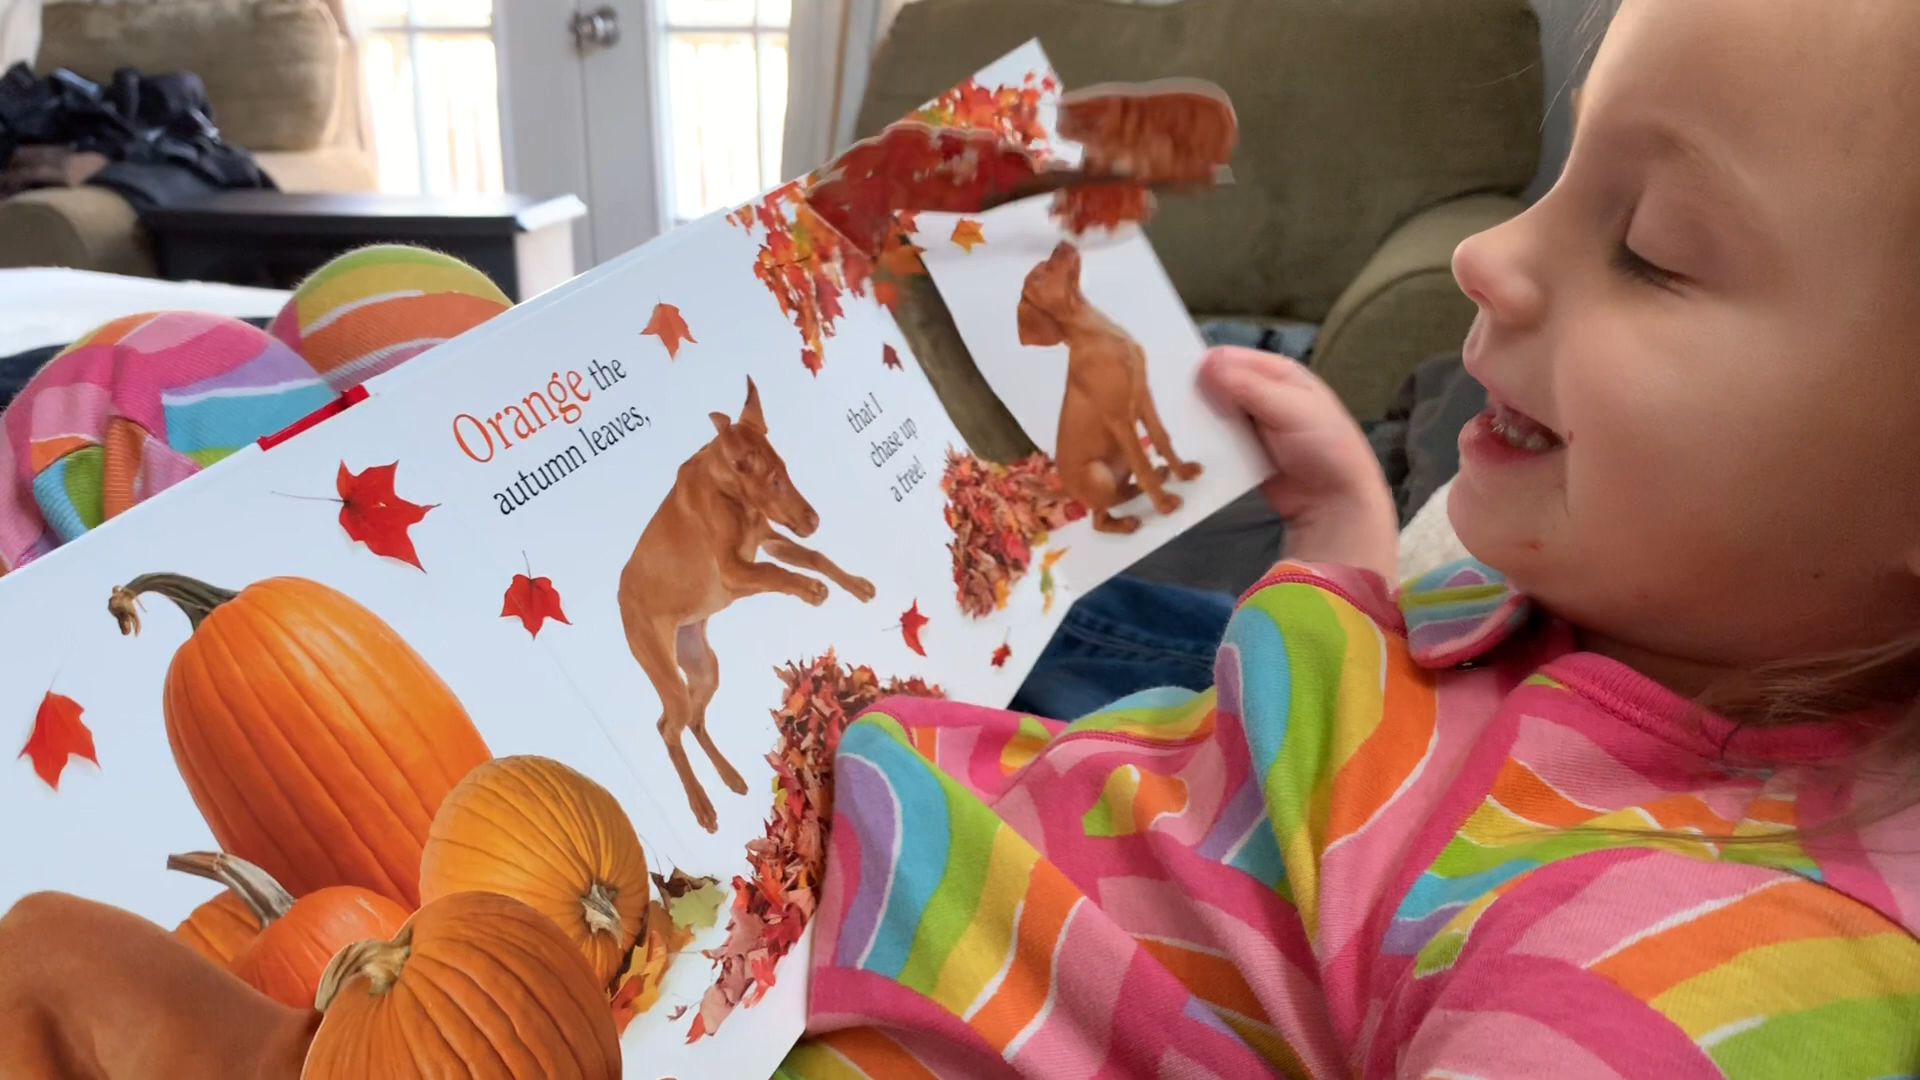 Orange the
autumn leaves,
that I
chase up
a tree!